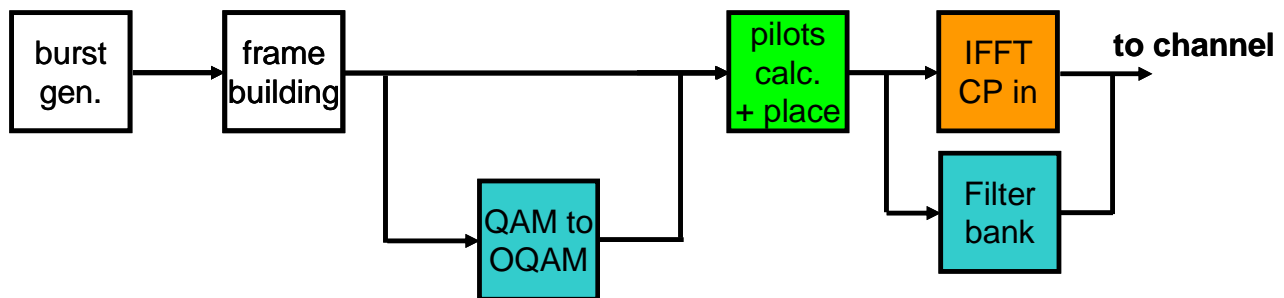 burst
gen.
frame
building
QAM to
OQAM
pilots
calc.
+ place
IFFT
CP in
Filter
bank
to channel